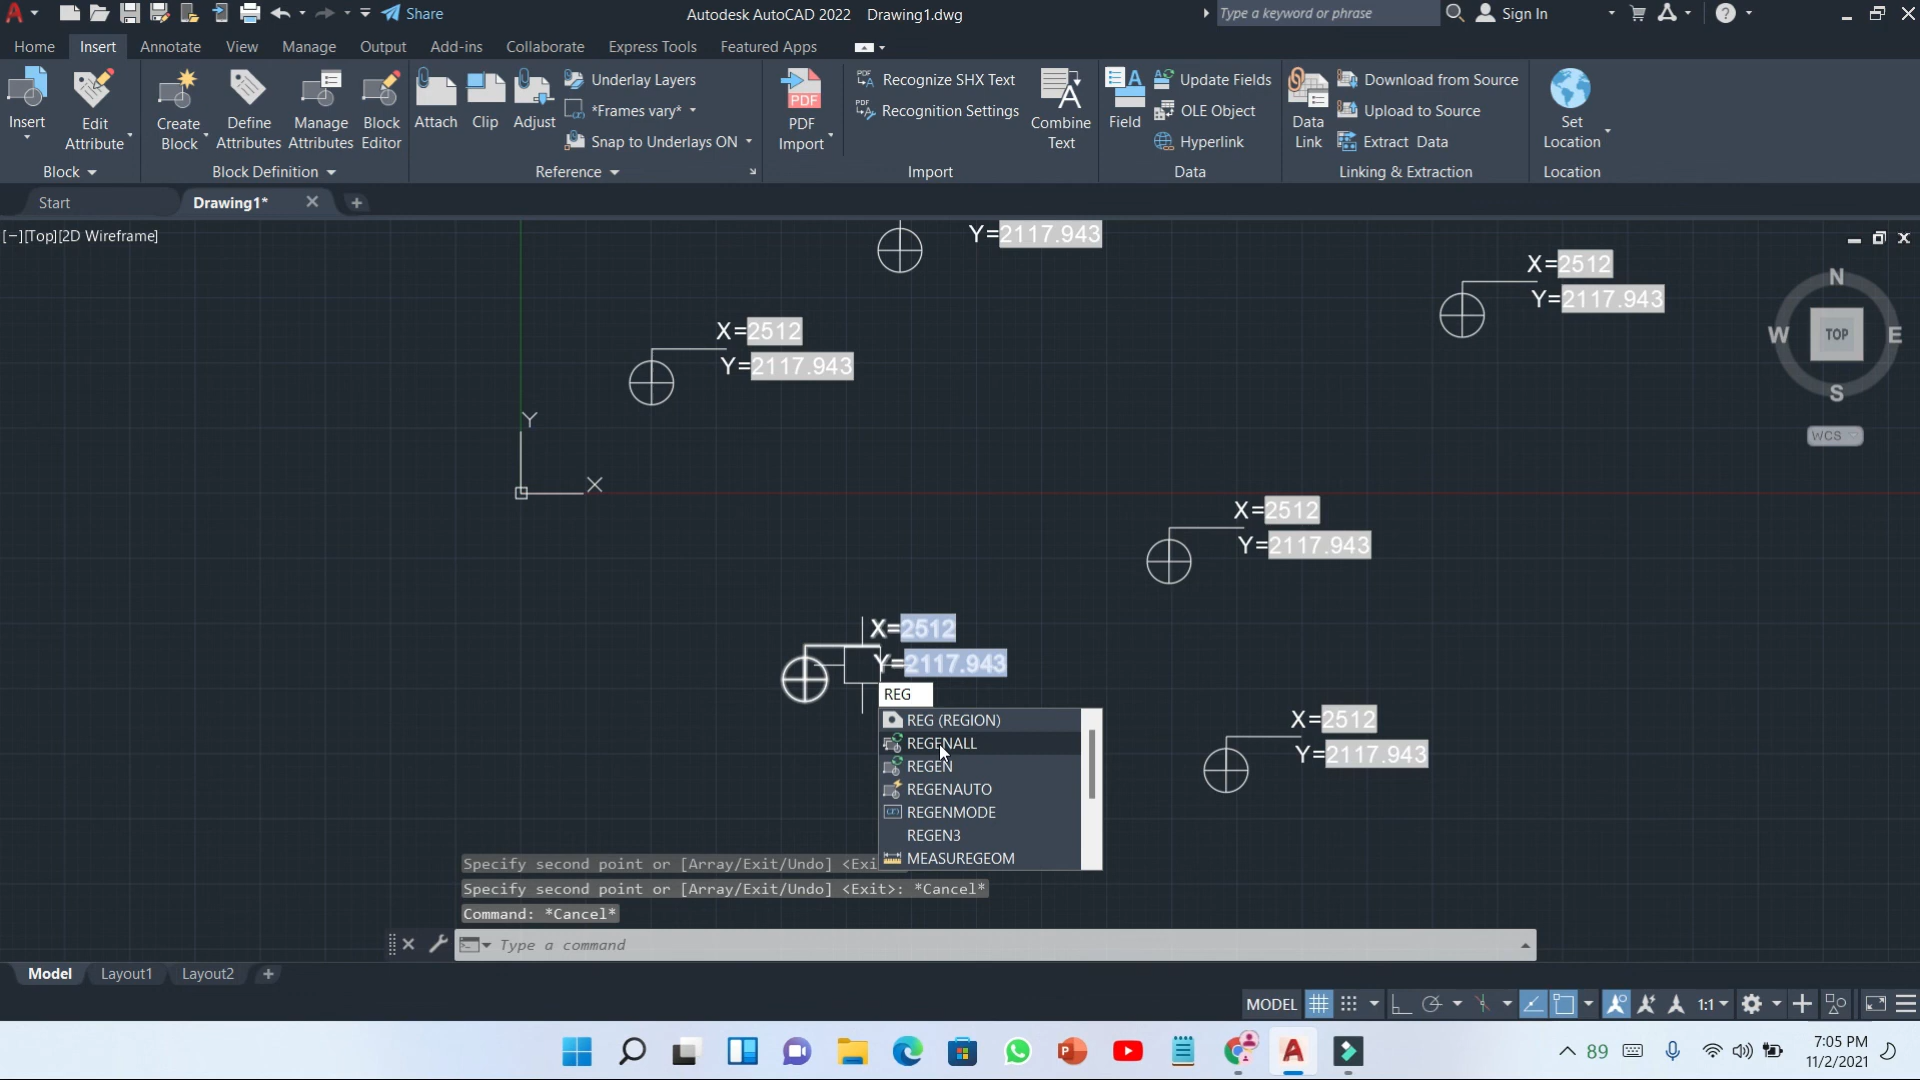 Share
Autodesk AutoCAD 2022 Drawing1.dwg
Type a keyword or phrase
Sign In
Home Insert Annotate View Manage Output Add-ins Collaborate Express Tools Featured Apps
Insert
Edit Attribute
Create Block
Define Attributes
Manage Attributes
Block Editor
Attach
Clip
Adjust
Underlay Layers
*Frames vary*
Snap to Underlays ON
PDF
PDF Import
Recognize SHX Text
Recognition Settings
Combine Text
Field
Update Fields
OLE Object
Hyperlink
Data Link
Download from Source
Upload to Source
Extract Data
Set Location
Block
Block Definition
Reference
Import
Data
Linking & Extraction
Location
Start
Drawing1*
[−][Top][2D Wireframe]
Y=2117.943
X=2512
Y=2117.943
X=2512
Y=2117.943
N
W
TOP
E
S
WCS
Y
X
X=2512
Y=2117.943
X=2512
Y=2117.943
REG
REG (REGION)
REGENALL
REGEN
REGENAUTO
REGENMODE
REGEN3
MEASUREGEOM
X=2512
Y=2117.943
Specify second point or [Array/Exit/Undo] <Exi
Specify second point or [Array/Exit/Undo] <Exit>: *Cancel*
Command: *Cancel*
Type a command
Model Layout1 Layout2
MODEL
1:1
89
7:05 PM
11/2/2021